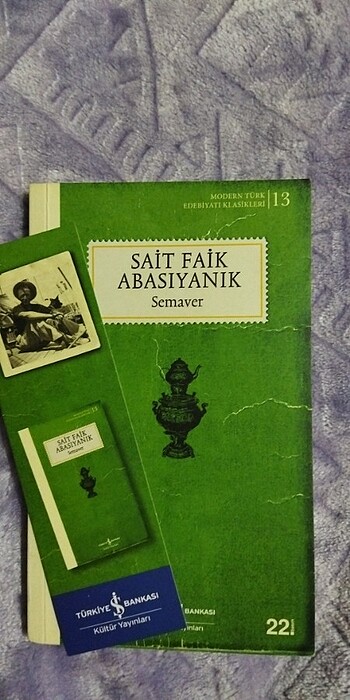 MODERN TÜRK
EDEBİYATI KLASİKLERİ 13
SAİT FAİK
ABASIYANIK
Semaver
SAİT FAİK
ABASIYANIK
Semaver
TÜRKİYE İŞ BANKASI
Kültür Yayınları
BANKASI
Yayınları
22